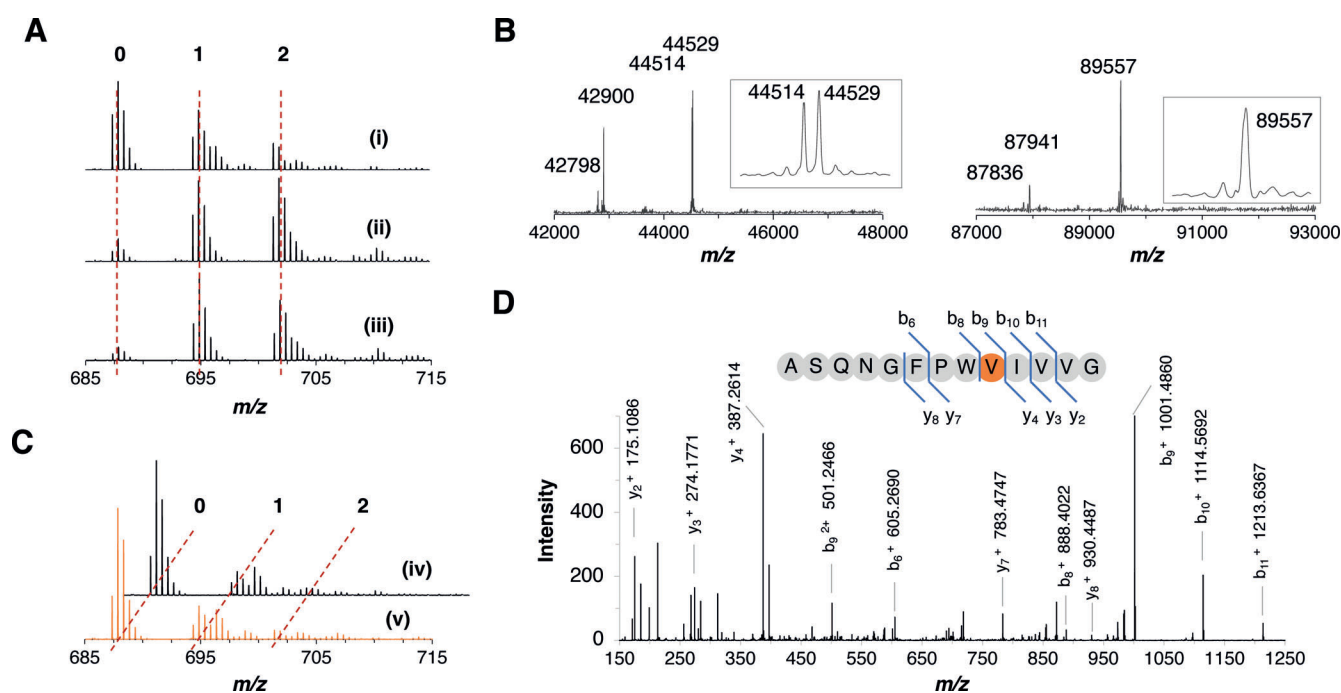 A
0 1 2
(i)
(ii)
(iii)
685 695 705 715
m/z
B
44529
44514
42900
42798
44514 44529
42000 44000 46000 48000
m/z
89557
87941
87836
89557
87000 89000 91000 93000
m/z
C
0 1 2
(iv)
(v)
685 695 705 715
m/z
D
b6 b8 b9 b10 b11
A S Q N G F P W V I V V G
y8 y7 y4 y3 y2
Intensity
600
400
200
0
y2+ 175.1086
y3+ 274.1771
y4+ 387.2614
b9 2+ 501.2466
b6+ 605.2690
y7+ 783.4747
b8+ 888.4022
y8+ 930.4487
b9+ 1001.4860
b10+ 1114.5692
b11+ 1213.6367
150 250 350 450 550 650 750 850 950 1050 1150 1250
m/z